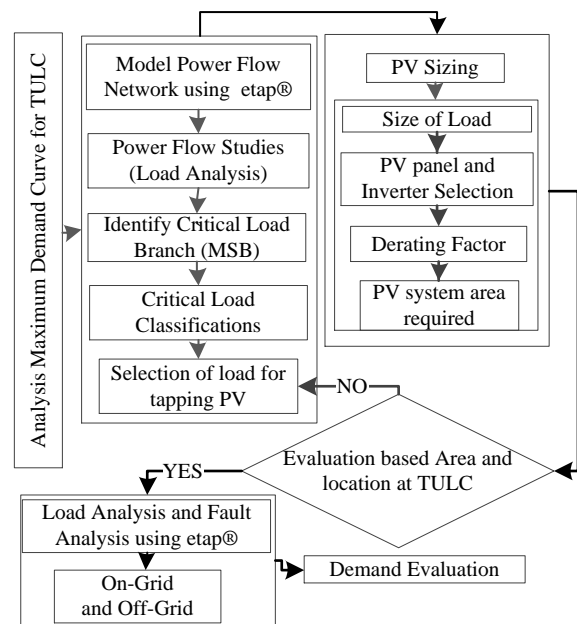 Analysis Maximum Demand Curve for TULC
Model Power Flow
Network using etap®
Power Flow Studies
(Load Analysis)
Identify Critical Load
Branch (MSB)
Critical Load
Classifications
Selection of load for
tapping PV
PV Sizing
Size of Load
PV panel and
Inverter Selection
Derating Factor
PV system area
required
NO
Evaluation based Area and
location at TULC
YES
Load Analysis and Fault
Analysis using etap®
On-Grid
and Off-Grid
Demand Evaluation